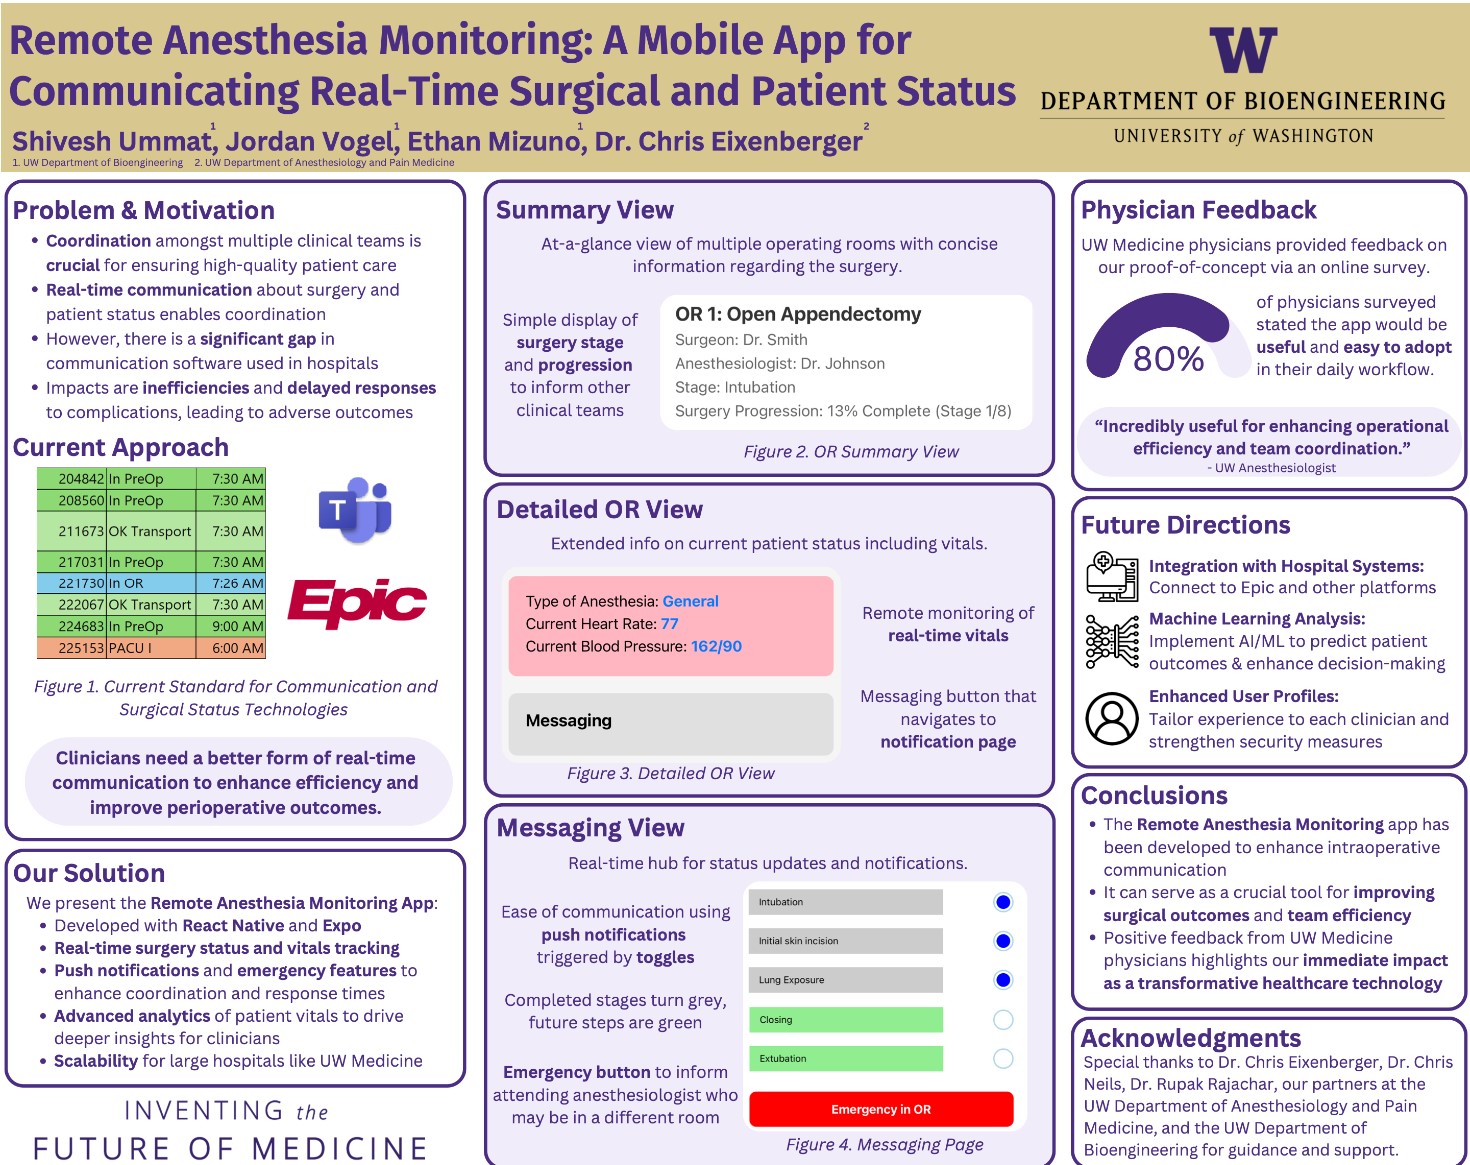 Remote Anesthesia Monitoring: A Mobile App for
Communicating Real-Time Surgical and Patient Status
Shivesh Ummat¹, Jordan Vogel¹, Ethan Mizuno¹, Dr. Chris Eixenberger²
1. UW Department of Bioengineering 2. UW Department of Anesthesiology and Pain Medicine
W
DEPARTMENT OF BIOENGINEERING
UNIVERSITY of WASHINGTON
Problem & Motivation
• Coordination amongst multiple clinical teams is
crucial for ensuring high-quality patient care
• Real-time communication about surgery and
patient status enables coordination
• However, there is a significant gap in
communication software used in hospitals
• Impacts are inefficiencies and delayed responses
to complications, leading to adverse outcomes
Current Approach
204842 In PreOp 7:30 AM
208560 In PreOp 7:30 AM
211673 OK Transport 7:30 AM
217031 In PreOp 7:30 AM
221730 In OR 7:26 AM
222067 OK Transport 7:30 AM
224683 In PreOp 9:00 AM
225153 PACU I 6:00 AM
T
Epic
Figure 1. Current Standard for Communication and
Surgical Status Technologies
Clinicians need a better form of real-time
communication to enhance efficiency and
improve perioperative outcomes.
Our Solution
We present the Remote Anesthesia Monitoring App:
• Developed with React Native and Expo
• Real-time surgery status and vitals tracking
• Push notifications and emergency features to
enhance coordination and response times
• Advanced analytics of patient vitals to drive
deeper insights for clinicians
• Scalability for large hospitals like UW Medicine
INVENTING the
FUTURE OF MEDICINE
Summary View
At-a-glance view of multiple operating rooms with concise
information regarding the surgery.
Simple display of
surgery stage
and progression
to inform other
clinical teams
OR 1: Open Appendectomy
Surgeon: Dr. Smith
Anesthesiologist: Dr. Johnson
Stage: Intubation
Surgery Progression: 13% Complete (Stage 1/8)
Figure 2. OR Summary View
Detailed OR View
Extended info on current patient status including vitals.
Type of Anesthesia: General
Current Heart Rate: 77
Current Blood Pressure: 162/90
Messaging
Remote monitoring of
real-time vitals
Messaging button that
navigates to
notification page
Figure 3. Detailed OR View
Messaging View
Real-time hub for status updates and notifications.
Ease of communication using
push notifications
triggered by toggles
Completed stages turn grey,
future steps are green
Emergency button to inform
attending anesthesiologist who
may be in a different room
Intubation
Initial skin incision
Lung Exposure
Closing
Extubation
Emergency in OR
Figure 4. Messaging Page
Physician Feedback
UW Medicine physicians provided feedback on
our proof-of-concept via an online survey.
80%
of physicians surveyed
stated the app would be
useful and easy to adopt
in their daily workflow.
“Incredibly useful for enhancing operational
efficiency and team coordination.”
- UW Anesthesiologist
Future Directions
Integration with Hospital Systems:
Connect to Epic and other platforms
Machine Learning Analysis:
Implement AI/ML to predict patient
outcomes & enhance decision-making
Enhanced User Profiles:
Tailor experience to each clinician and
strengthen security measures
Conclusions
• The Remote Anesthesia Monitoring app has
been developed to enhance intraoperative
communication
• It can serve as a crucial tool for improving
surgical outcomes and team efficiency
• Positive feedback from UW Medicine
physicians highlights our immediate impact
as a transformative healthcare technology
Acknowledgments
Special thanks to Dr. Chris Eixenberger, Dr. Chris
Neils, Dr. Rupak Rajachar, our partners at the
UW Department of Anesthesiology and Pain
Medicine, and the UW Department of
Bioengineering for guidance and support.